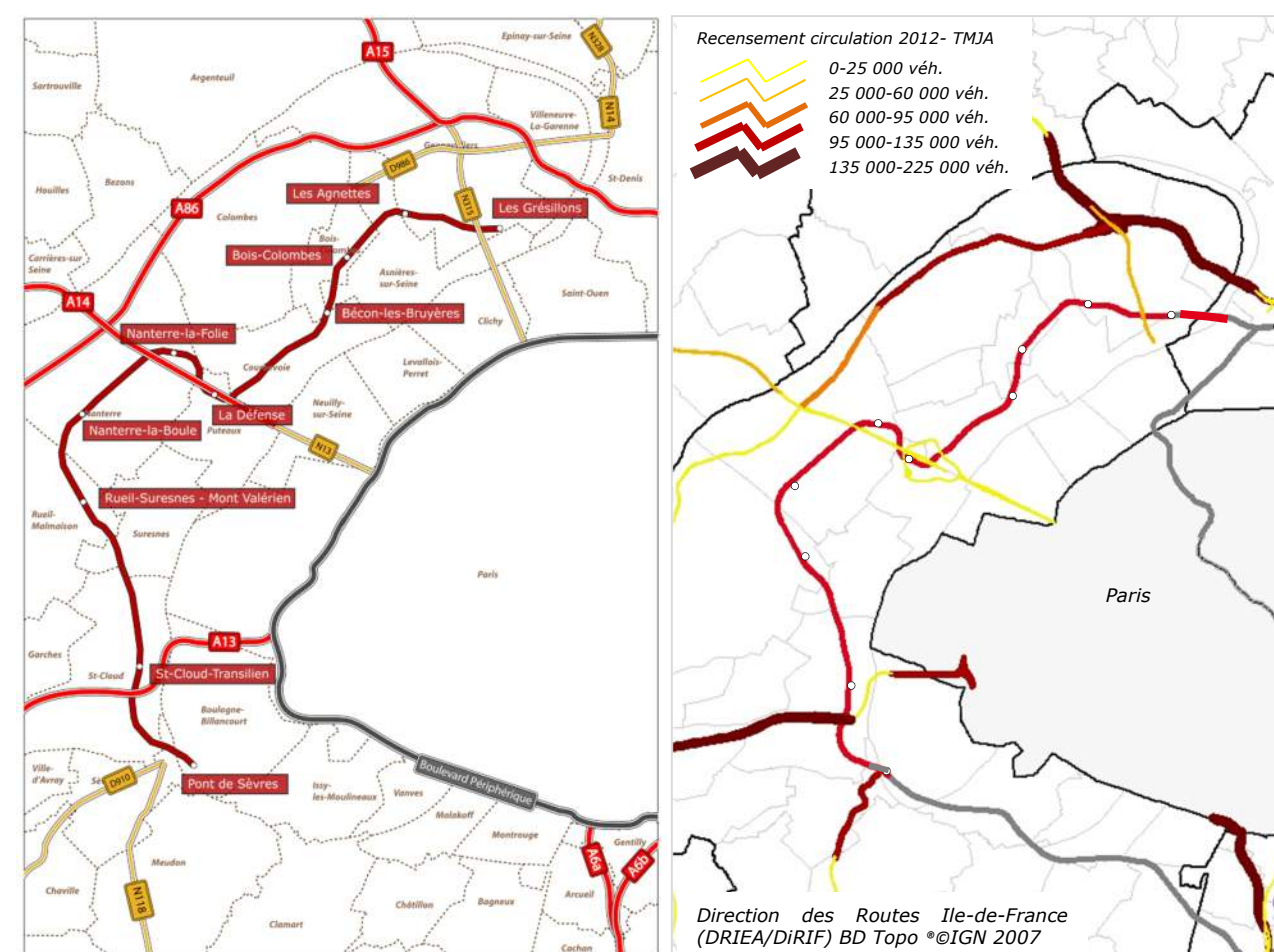 Epinay-sur-Seine
N328
A15
Argenteuil
Sartrouville
N14
Villeneuve-
La-Garenne
Gennevilliers
D986
St-Denis
Houilles
Bezons
Les Agnettes
Les Grésillons
N315
A86
Colombes
Bois-Colombes
Asnières-
sur-Seine
Carrières-sur
Seine
Saint-Ouen
A14
Bécon-les-Bruyères
Clichy
Nanterre-la-Folie
Courbevoie
Levallois-
Perret
Neuilly-
sur-Seine
La Défense
Nanterre
Nanterre-la-Boule
Puteaux
N13
Rueil-Suresnes - Mont Valérien
Rueil-
Malmaison
Suresnes
Paris
A13
Garches
St-Cloud
St-Cloud-Transilien
Boulogne-
Billancourt
Ville-
d'Avray
D910
Pont de Sèvres
Boulevard Périphérique
Issy-
les-Moulineaux
Vanves
Malakoff
Montrouge
Gentilly
A6a
A6b
Meudon
Chaville
N118
Clamart
Châtillon
Bagneux
Arcueil
Cachan
Recensement circulation 2012- TMJA
0-25 000 véh.
25 000-60 000 véh.
60 000-95 000 véh.
95 000-135 000 véh.
135 000-225 000 véh.
Paris
Direction des Routes Ile-de-France
(DRIEA/DiRIF) BD Topo ®©IGN 2007